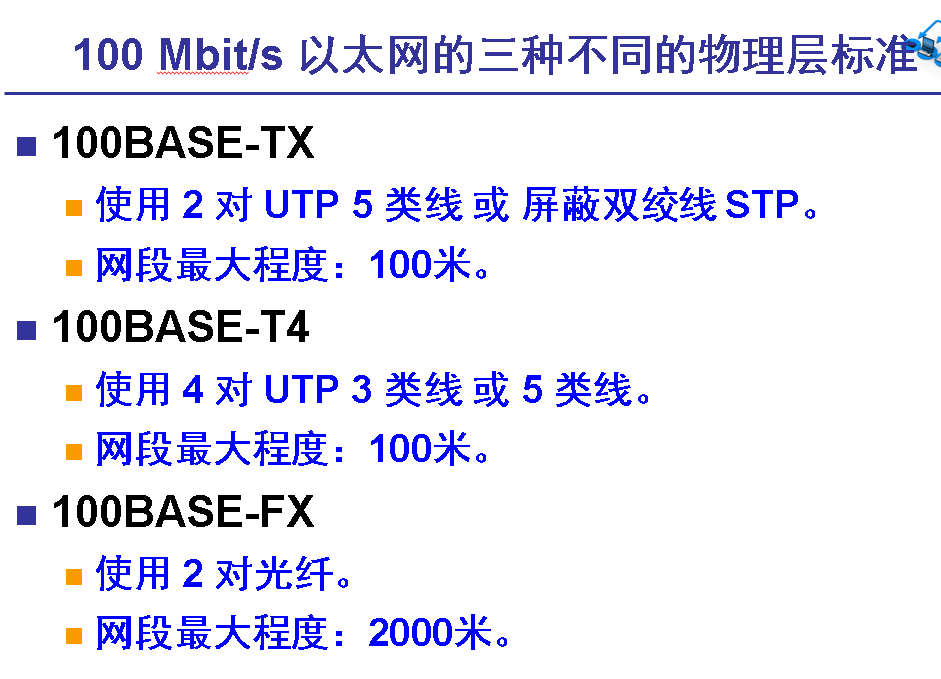 100 Mbit/s 以太网的三种不同的物理层标准
100BASE-TX
使用 2 对 UTP 5 类线 或 屏蔽双绞线 STP。
网段最大程度：100米。
100BASE-T4
使用 4 对 UTP 3 类线 或 5 类线。
网段最大程度：100米。
100BASE-FX
使用 2 对光纤。
网段最大程度：2000米。